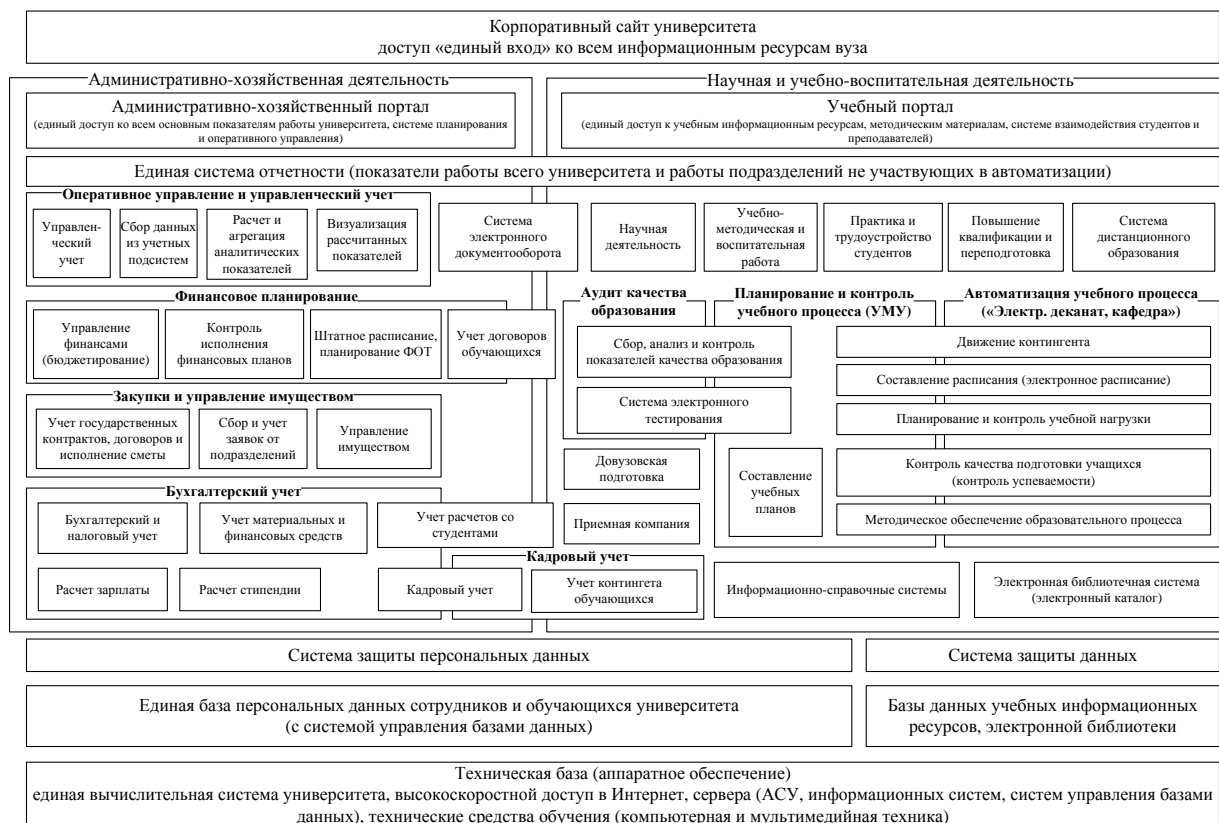 Корпоративный сайт университета
доступ «единый вход» ко всем информационным ресурсам вуза
Административно-хозяйственная деятельность
Научная и учебно-воспитательная деятельность
Административно-хозяйственный портал
(единый доступ ко всем основным показателям работы университета, системе планирования
и оперативного управления)
Учебный портал
(единый доступ к учебным информационным ресурсам, методическим материалам, системе взаимодействия студентов и
преподавателей)
Единая система отчетности (показатели работы всего университета и работы подразделений не участвующих в автоматизации)
Оперативное управление и управленческий учет
Управлен-
ческий
учет
Сбор данных
из учетных
подсистем
Расчет и
агрегация
аналитических
показателей
Визуализация
рассчитанных
показателей
Система
электронного
документооборота
Научная
деятельность
Учебно-
методическая и
воспитательная
работа
Практика и
трудоустройство
студентов
Повышение
квалификации и
переподготовка
Система
дистанционного
образования
Финансовое планирование
Управление
финансами
(бюджетирование)
Контроль
исполнения
финансовых планов
Штатное расписание,
планирование ФОТ
Учет договоров
обучающихся
Аудит качества
образования
Сбор, анализ и контроль
показателей качества образования
Система электронного
тестирования
Планирование и контроль
учебного процесса (УМУ)
Автоматизация учебного процесса
(«Электр. деканат, кафедра»)
Движение контингента
Составление расписания (электронное расписание)
Планирование и контроль учебной нагрузки
Контроль качества подготовки учащихся
(контроль успеваемости)
Методическое обеспечение образовательного процесса
Закупки и управление имуществом
Учет государственных
контрактов, договоров и
исполнение сметы
Сбор и учет
заявок от
подразделений
Управление
имуществом
Довузовская
подготовка
Составление
учебных
планов
Приемная компания
Бухгалтерский учет
Бухгалтерский и
налоговый учет
Учет материальных и
финансовых средств
Учет расчетов со
студентами
Расчет зарплаты
Расчет стипендии
Кадровый учет
Кадровый учет
Учет контингета
обучающихся
Информационно-справочные системы
Электронная библиотечная система
(электронный каталог)
Система защиты персональных данных
Система защиты данных
Единая база персональных данных сотрудников и обучающихся университета
(с системой управления базами данных)
Базы данных учебных информационных
ресурсов, электронной библиотеки
Техническая база (аппаратное обеспечение)
единая вычислительная система университета, высокоскоростной доступ в Интернет, сервера (АСУ, информационных систем, систем управления базами
данных), технические средства обучения (компьютерная и мультимедийная техника)